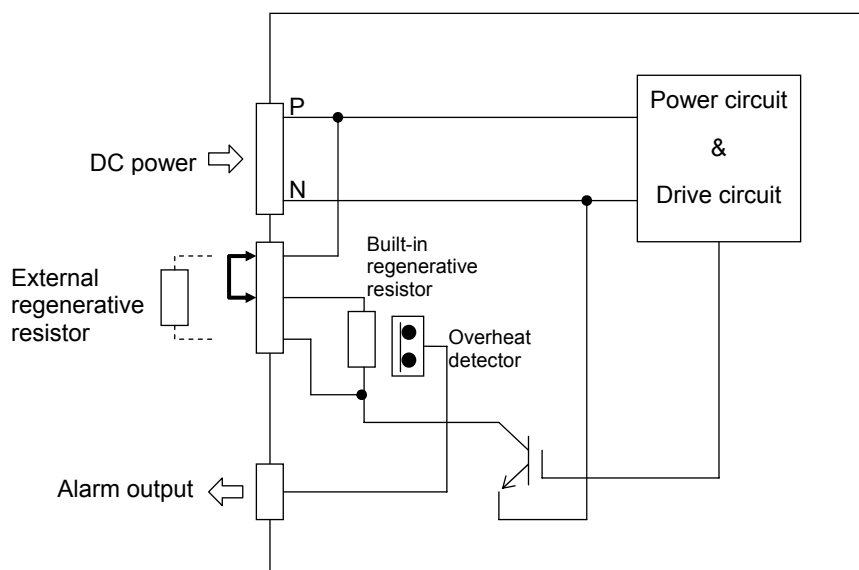 P
Power circuit
&
Drive circuit
DC power
N
External
regenerative
resistor
Built-in
regenerative
resistor
Overheat
detector
Alarm output